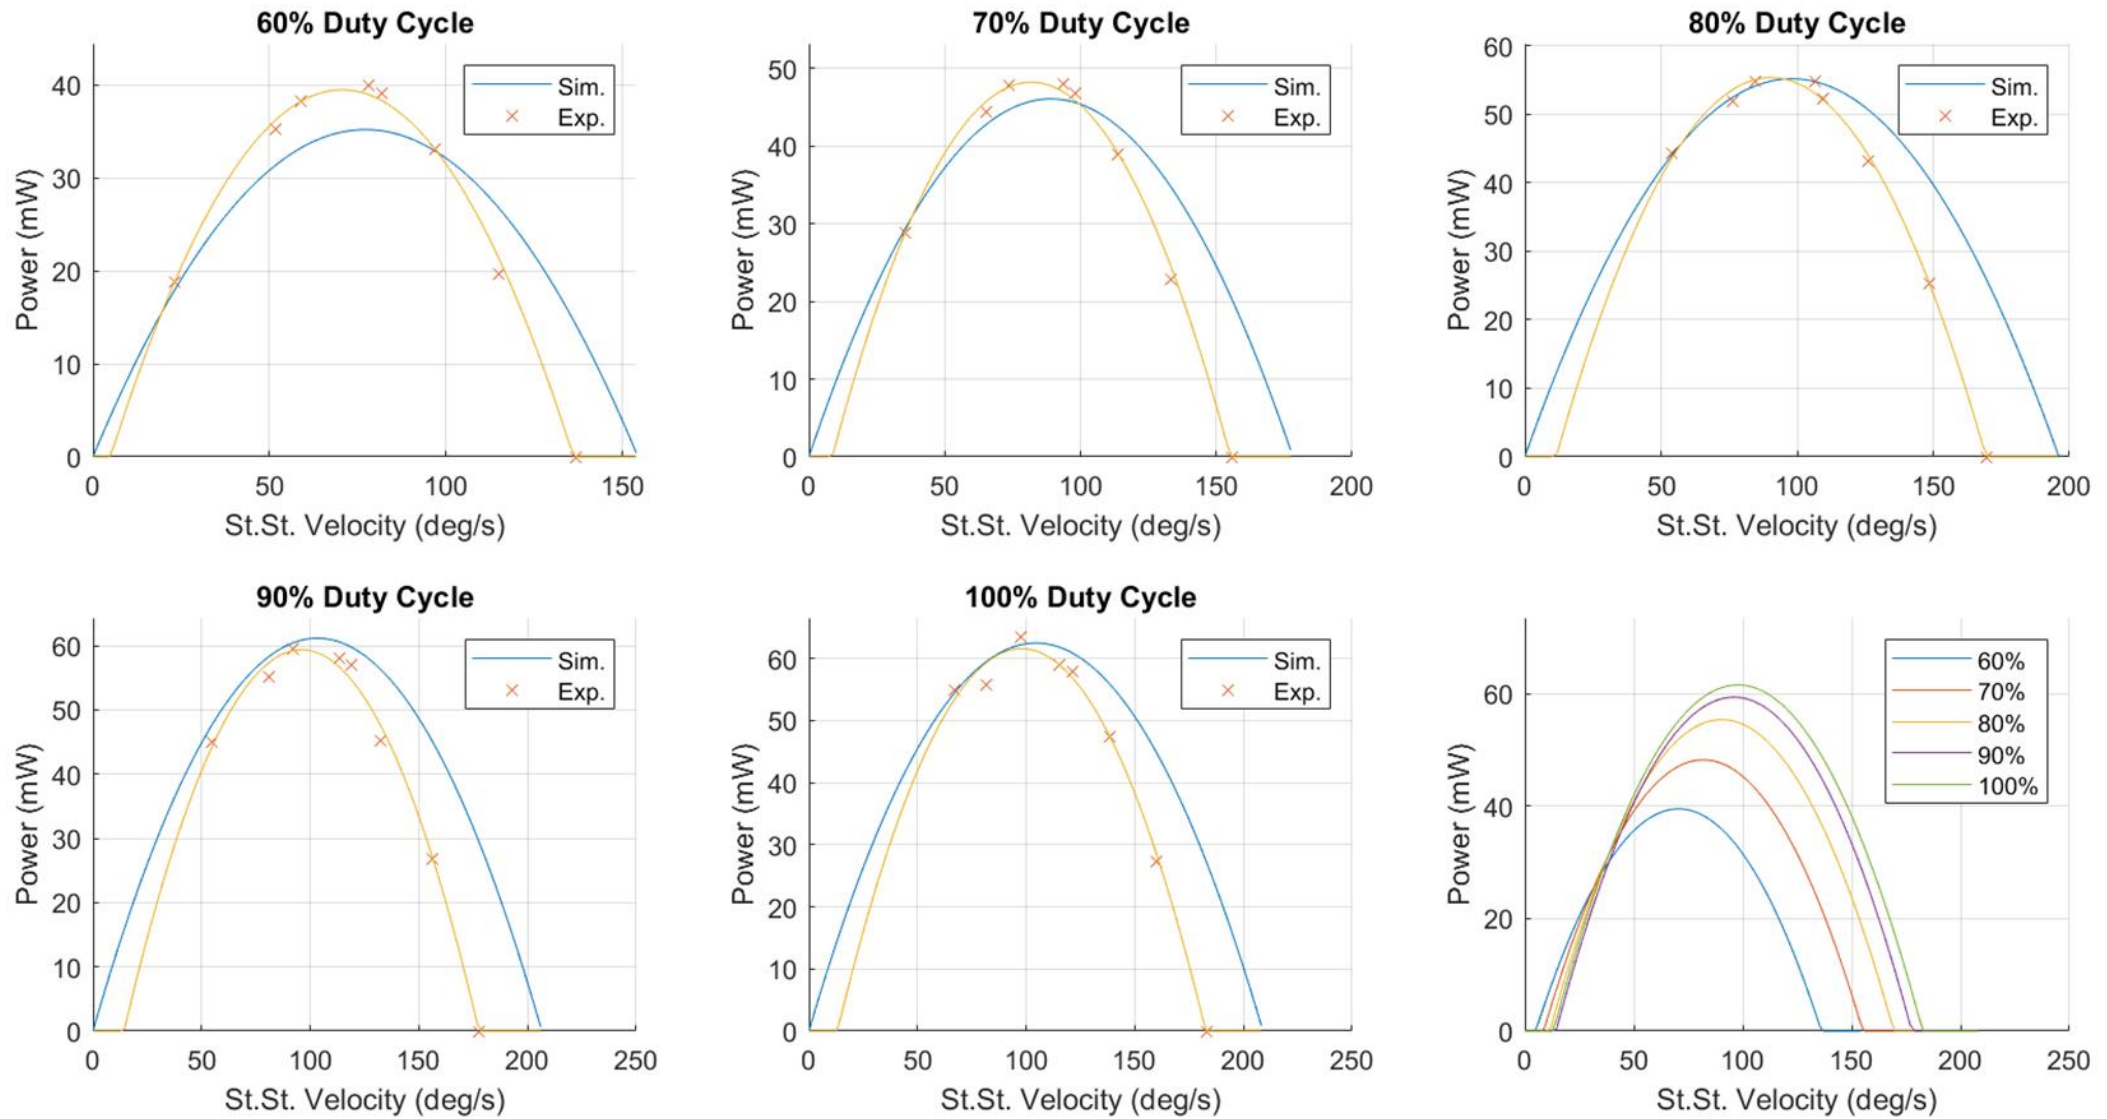 60% Duty Cycle
Power (mW)
40
30
20
10
0
0 50 100 150
St.St. Velocity (deg/s)
Sim.
Exp.
70% Duty Cycle
Power (mW)
50
40
30
20
10
0
0 50 100 150 200
St.St. Velocity (deg/s)
Sim.
Exp.
80% Duty Cycle
Power (mW)
60
50
40
30
20
10
0
0 50 100 150 200
St.St. Velocity (deg/s)
Sim.
Exp.
90% Duty Cycle
Power (mW)
60
50
40
30
20
10
0
0 50 100 150 200 250
St.St. Velocity (deg/s)
Sim.
Exp.
100% Duty Cycle
Power (mW)
60
50
40
30
20
10
0
0 50 100 150 200 250
St.St. Velocity (deg/s)
Sim.
Exp.
Power (mW)
60
40
20
0
0 50 100 150 200 250
St.St. Velocity (deg/s)
60%
70%
80%
90%
100%